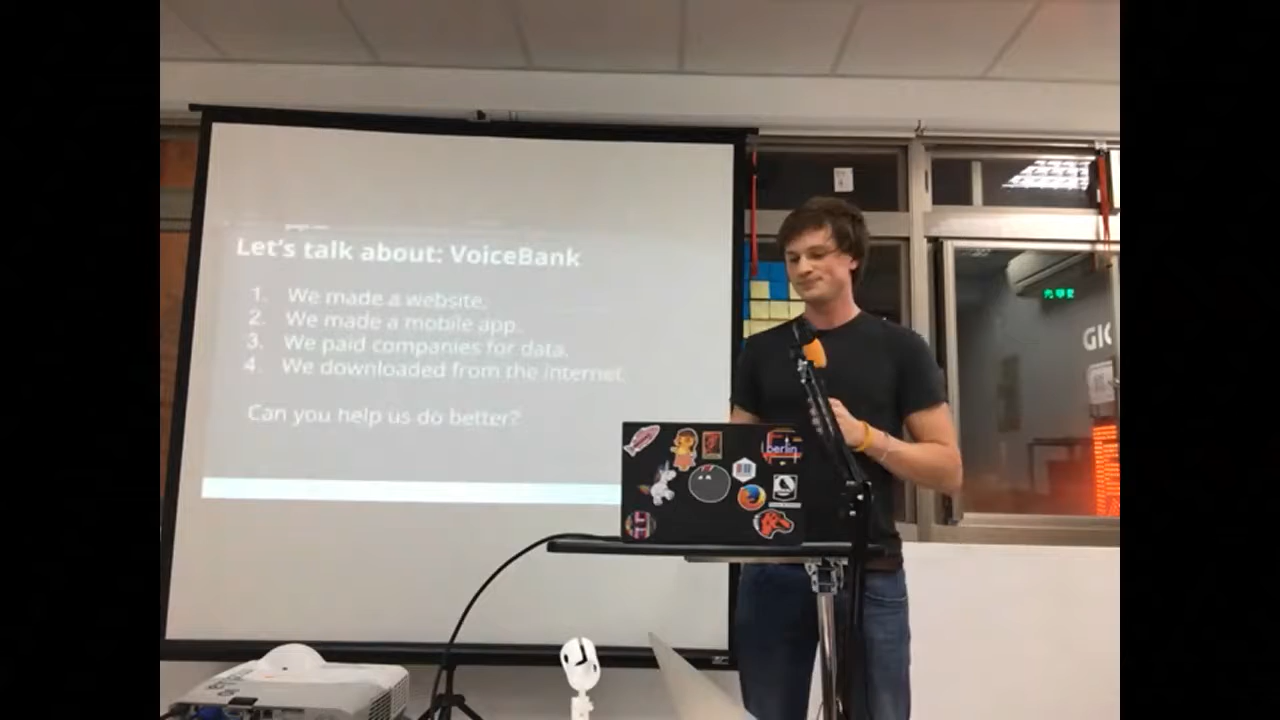 Let's talk about: VoiceBank
1. We made a website.
2. We made a mobile app.
3. We paid companies for data.
4. We downloaded from the internet.
Can you help us do better?
berlin
GIC